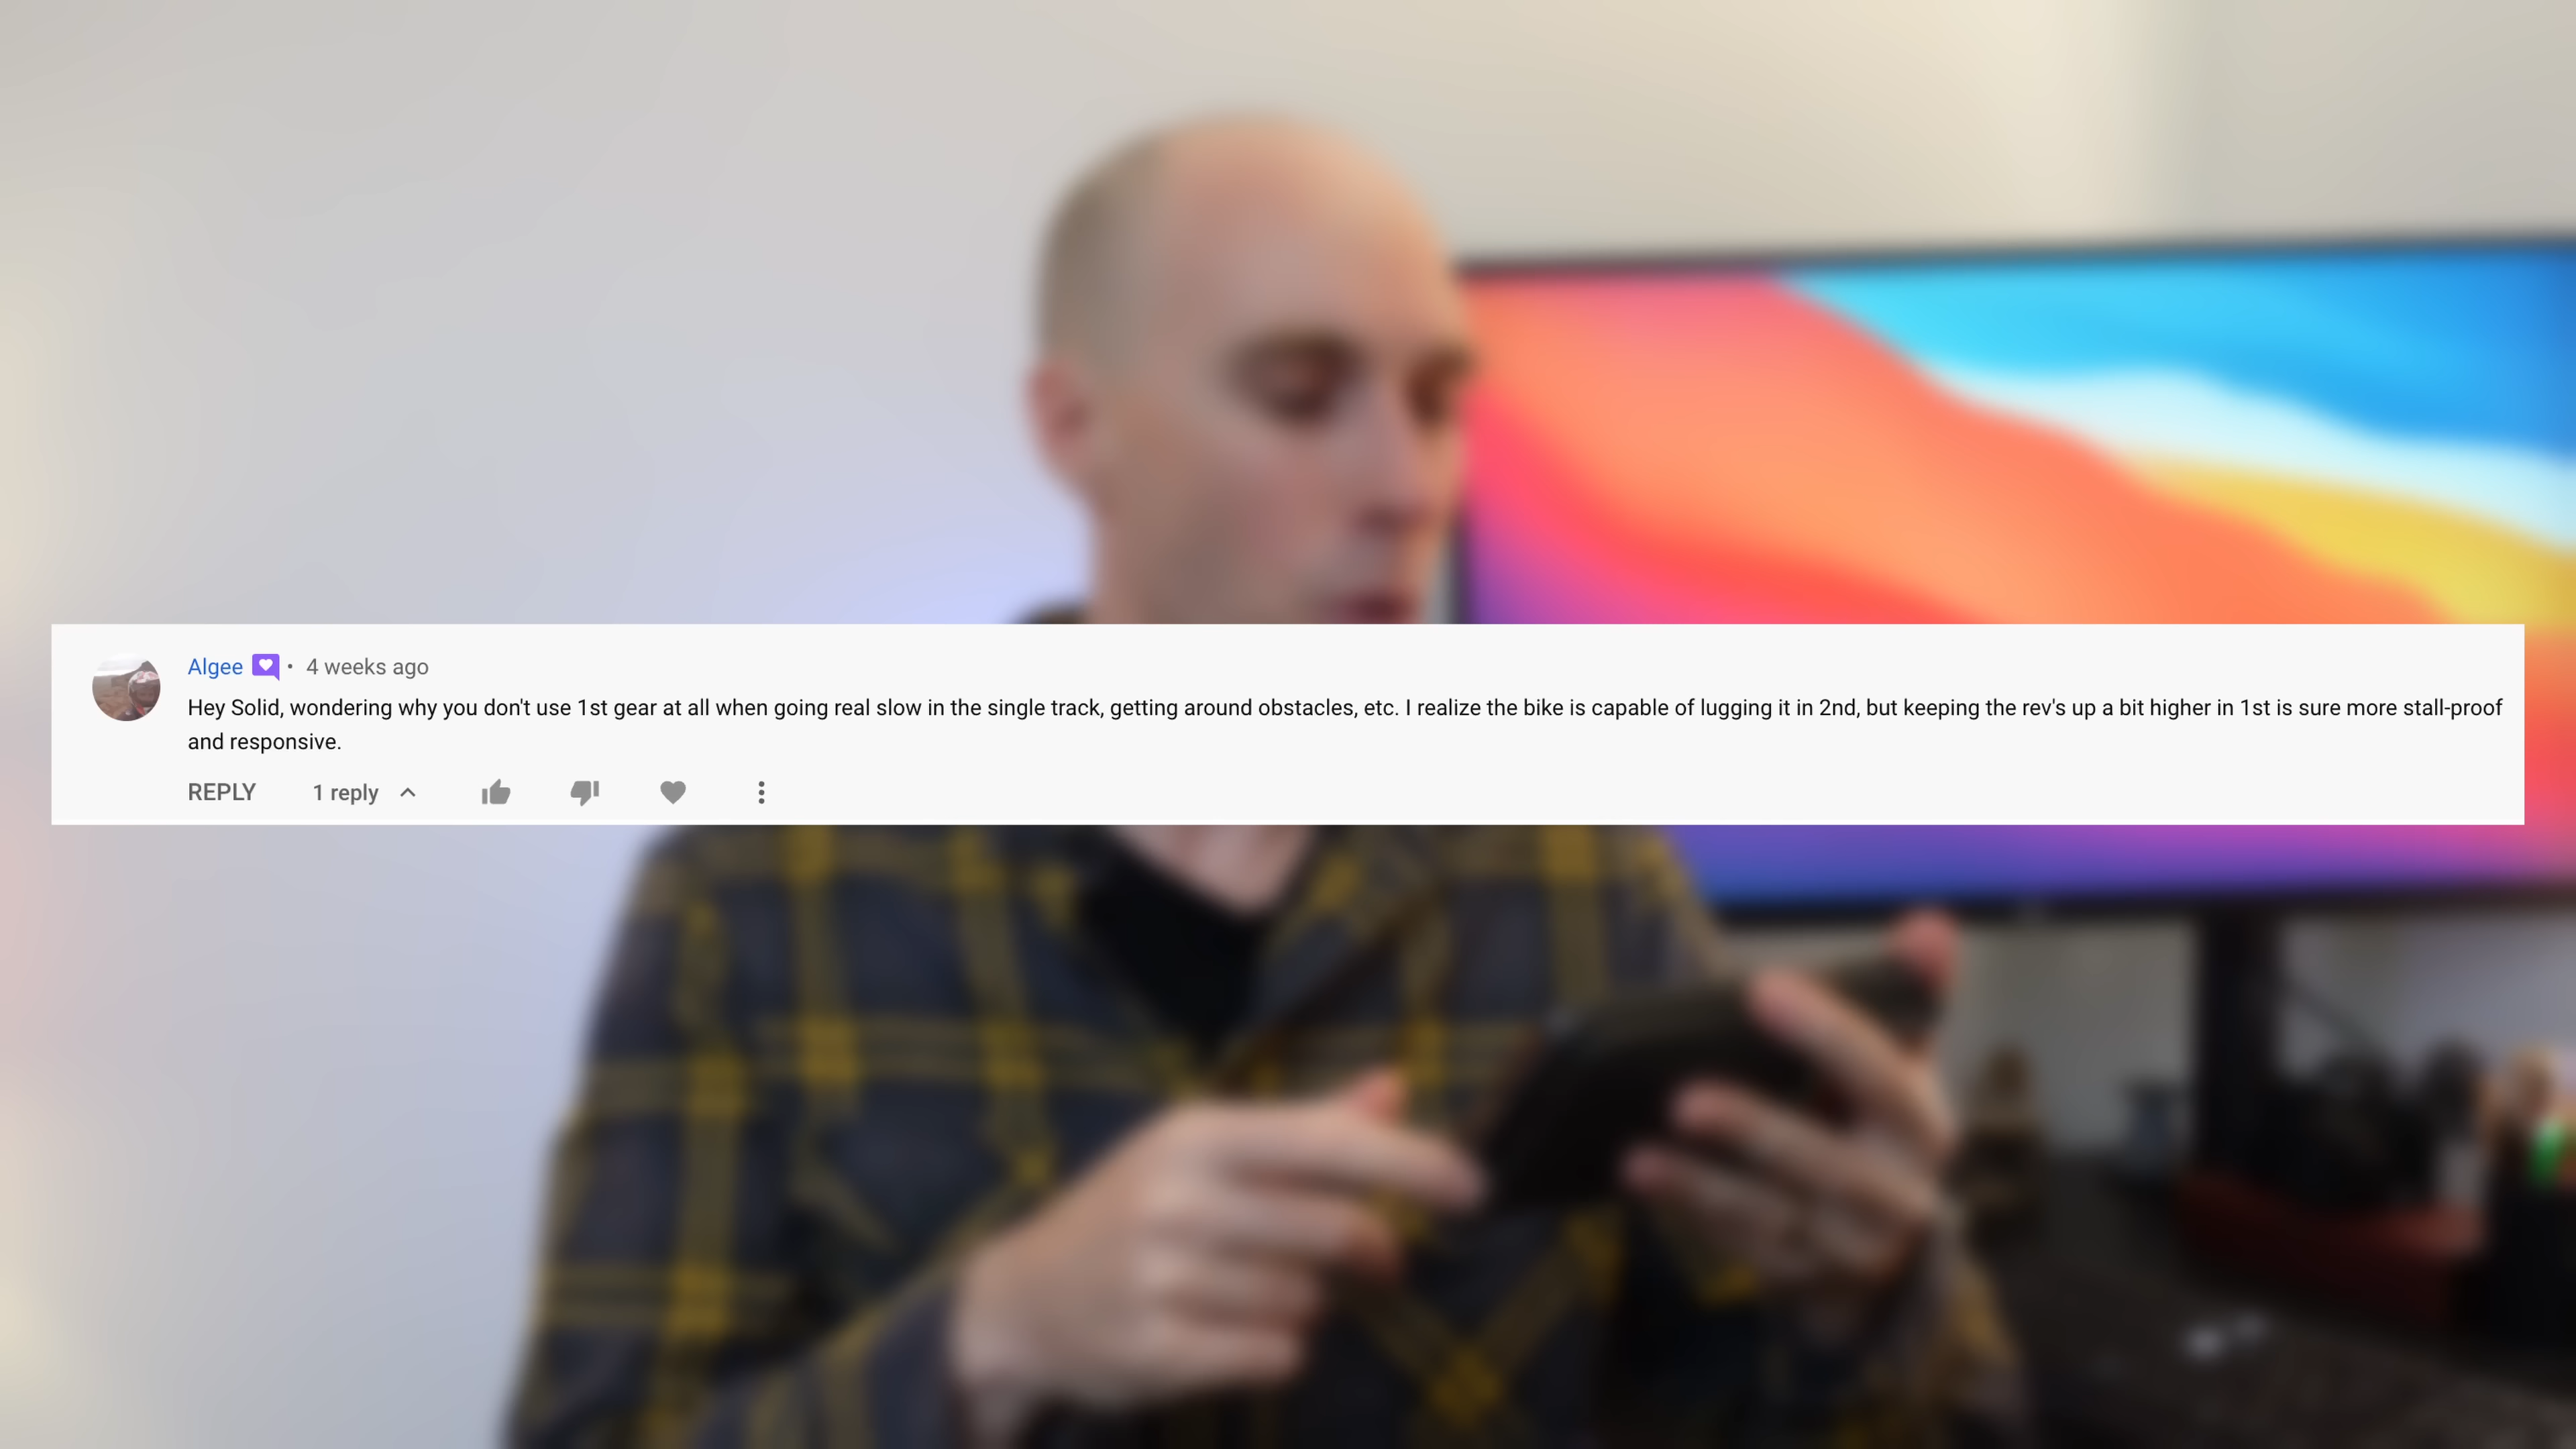 Algee • 4 weeks ago
Hey Solid, wondering why you don't use 1st gear at all when going real slow in the single track, getting around obstacles, etc. I realize the bike is capable of lugging it in 2nd, but keeping the rev's up a bit higher in 1st is sure more stall-proof
and responsive.
REPLY 1 reply